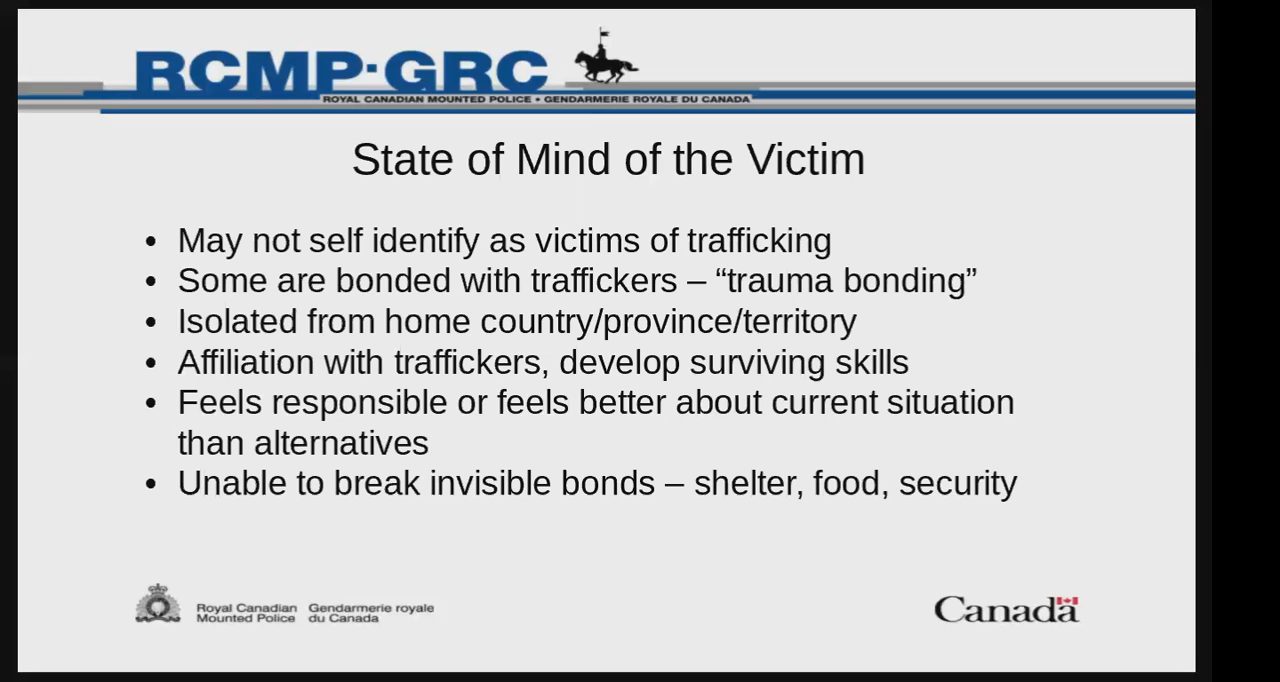 RCMP·GRC
ROYAL CANADIAN MOUNTED POLICE • GENDARMERIE ROYALE DU CANADA
State of Mind of the Victim
• May not self identify as victims of trafficking
• Some are bonded with traffickers – “trauma bonding”
• Isolated from home country/province/territory
• Affiliation with traffickers, develop surviving skills
• Feels responsible or feels better about current situation
than alternatives
• Unable to break invisible bonds – shelter, food, security
Royal Canadian Gendarmerie royale
Mounted Police du Canada
Canada